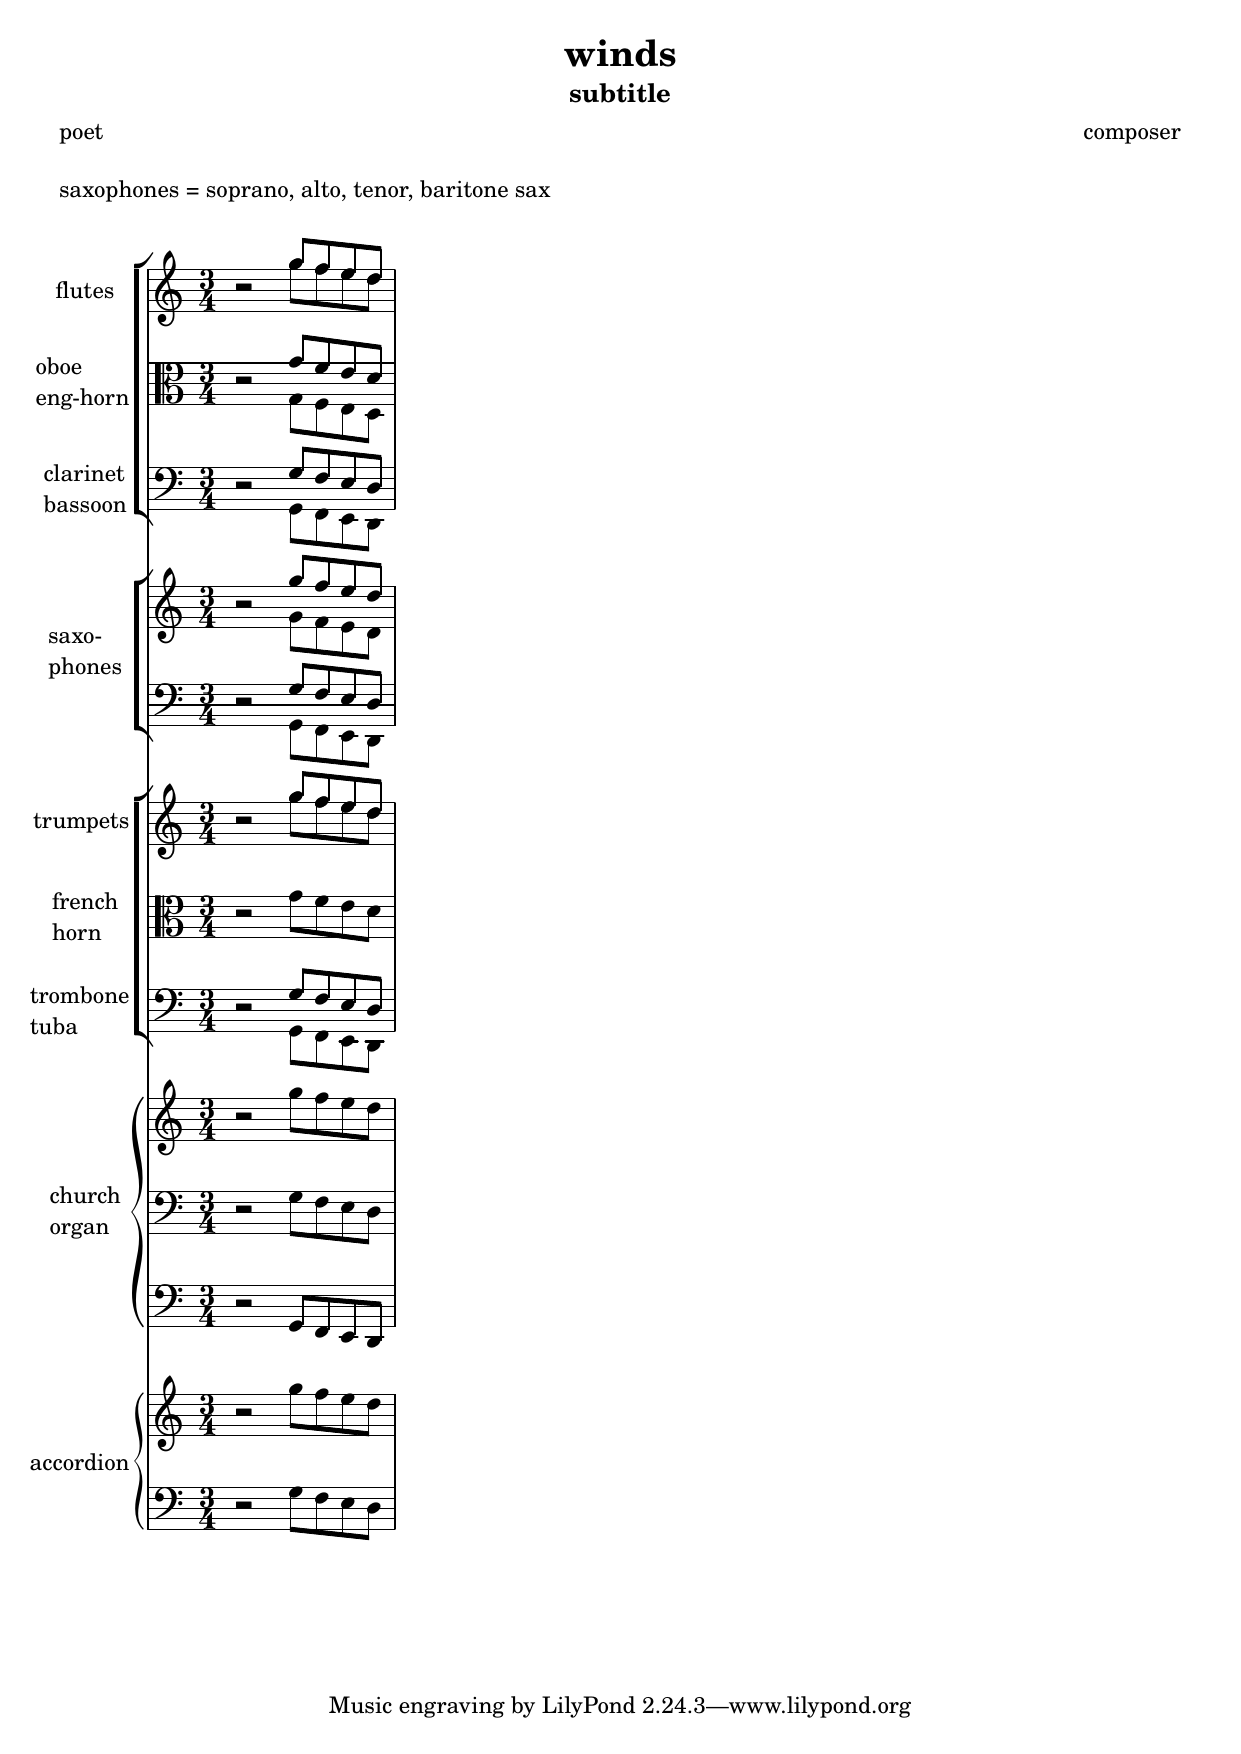 winds
subtitle
poet
composer
saxophones = soprano, alto, tenor, baritone sax
flutes
oboe
eng-horn
clarinet
bassoon
saxo-
phones
trumpets
french
horn
trombone
tuba
church
organ
accordion
Music engraving by LilyPond 2.24.3—www.lilypond.org